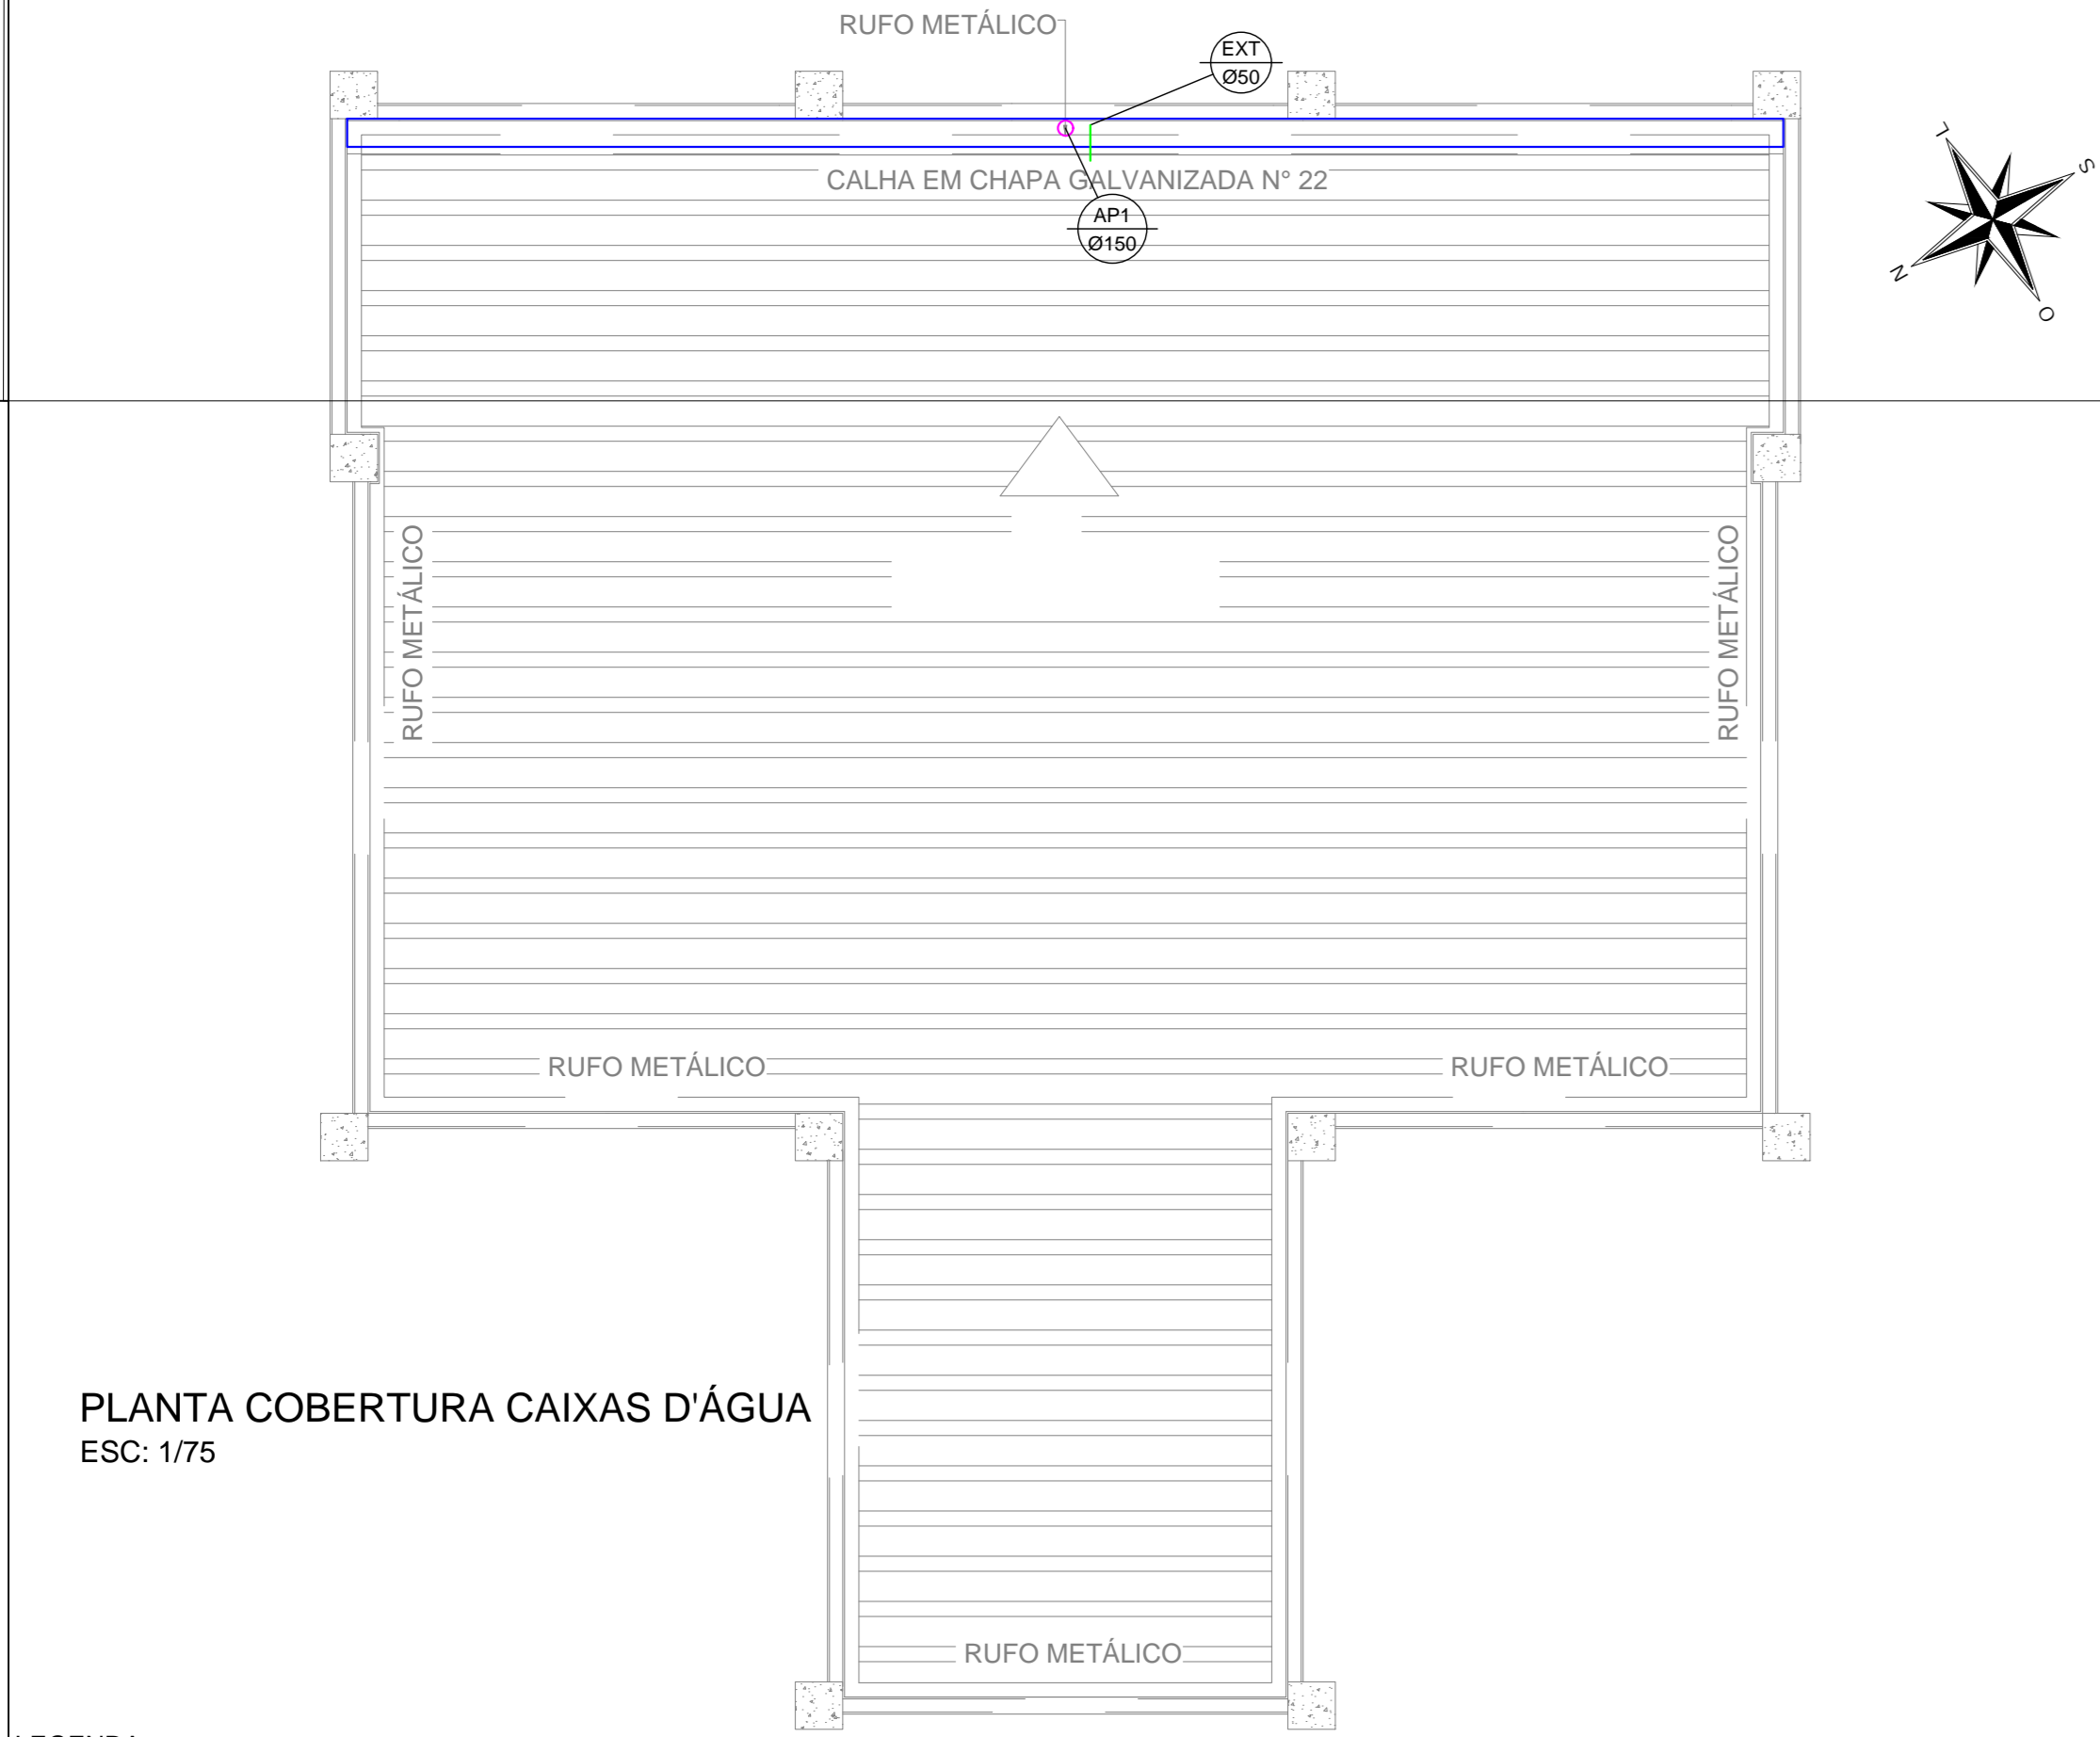 RUFO METÁLICO
EXT
Ø50
CALHA EM CHAPA GALVANIZADA N° 22
AP1
Ø150
L
S
N
O
RUFO METÁLICO
RUFO METÁLICO
RUFO METÁLICO
RUFO METÁLICO
PLANTA COBERTURA CAIXAS D'ÁGUA
ESC: 1/75
RUFO METÁLICO
LEGENDA